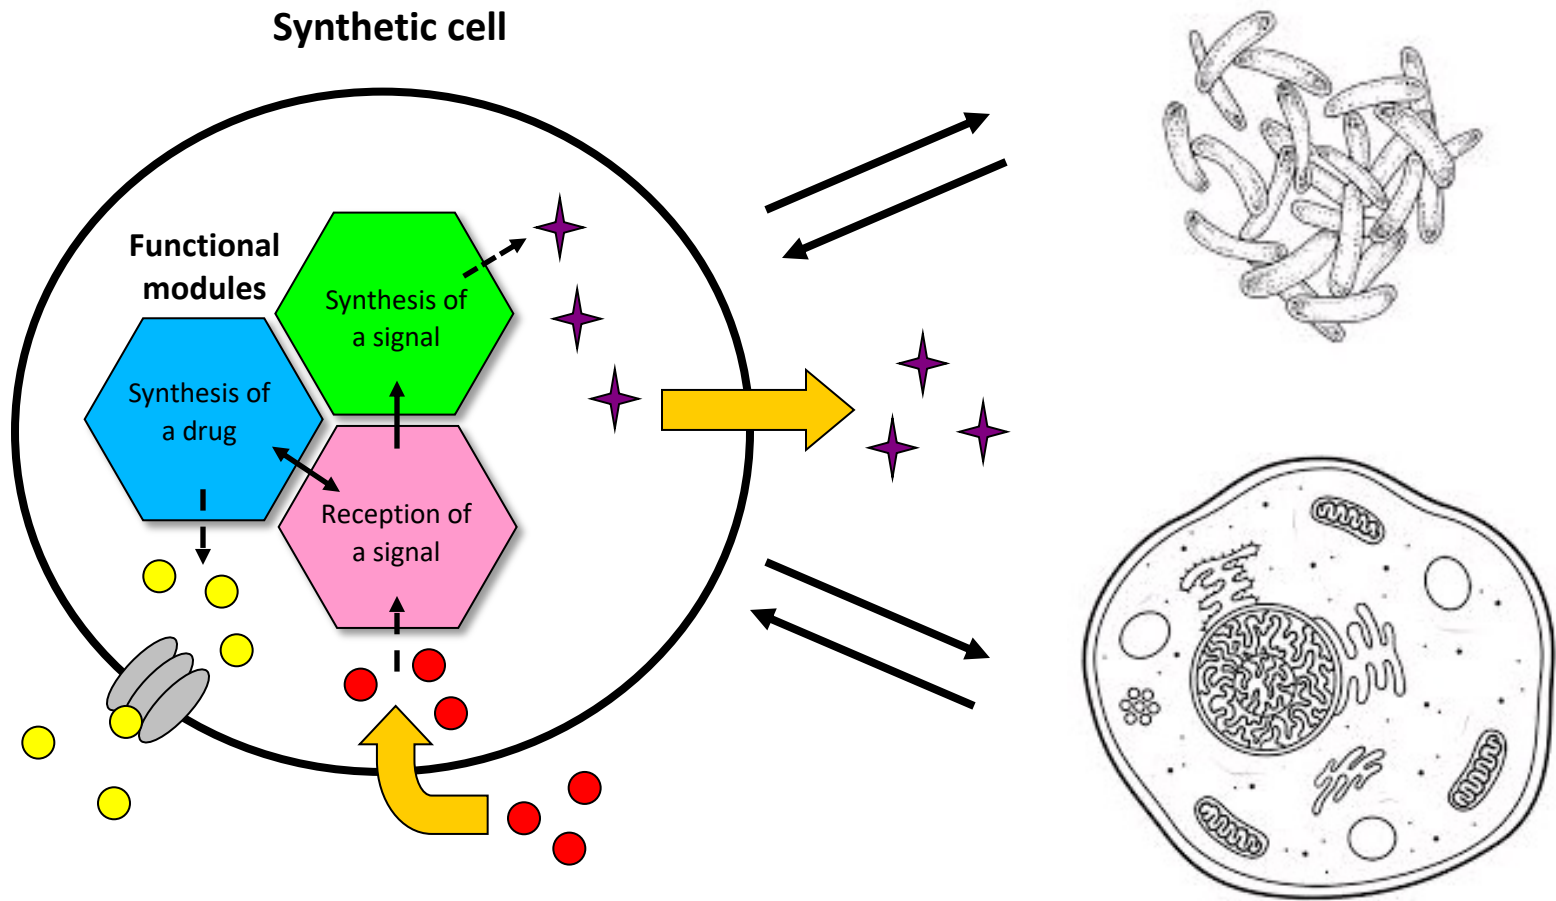 Synthetic cell
Functional
modules
Synthesis of
a signal
Synthesis of
a drug
Reception of
a signal